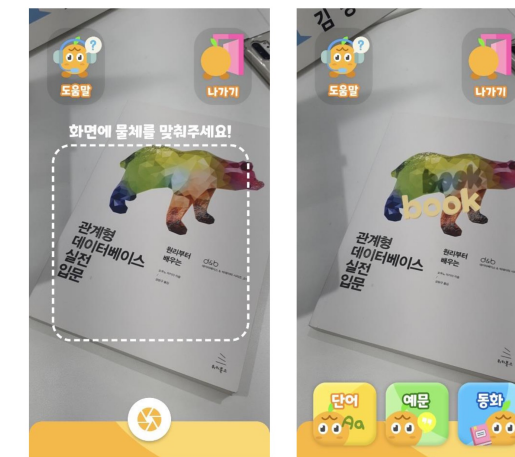 도움말
나가기
화면에 물체를 맞춰주세요!
관계형
데이터베이스
실전
입문
원리부터
배우는
d&b
김
도움말
나가기
book
book
관계형
데이터베이스
실전
입문
원리부터
배우는
d&b
단어
Aa
예문
동화